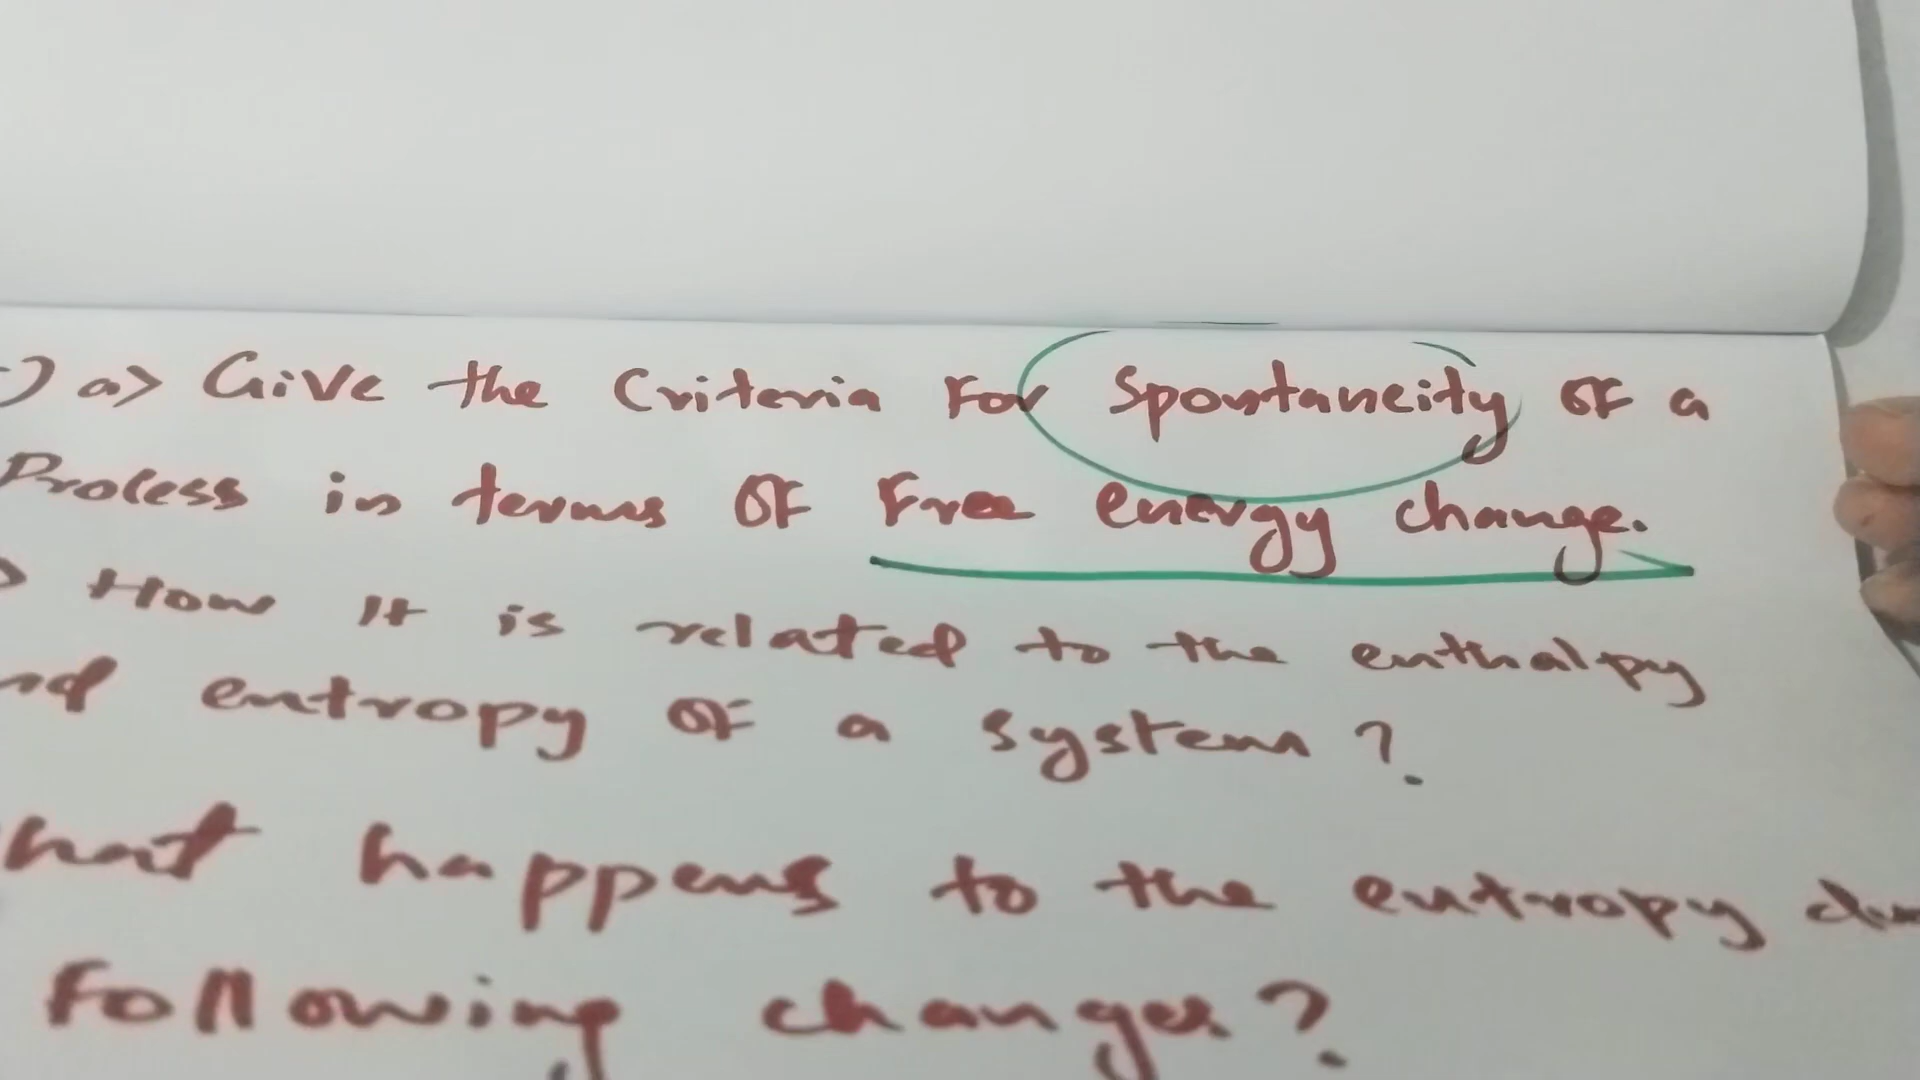 a) Give the Criteria For Spontaneity OF a
Process in terms OF Free energy change.
How It is related to the enthalpy
entropy OF a system?
happens to the entropy
Following changes?